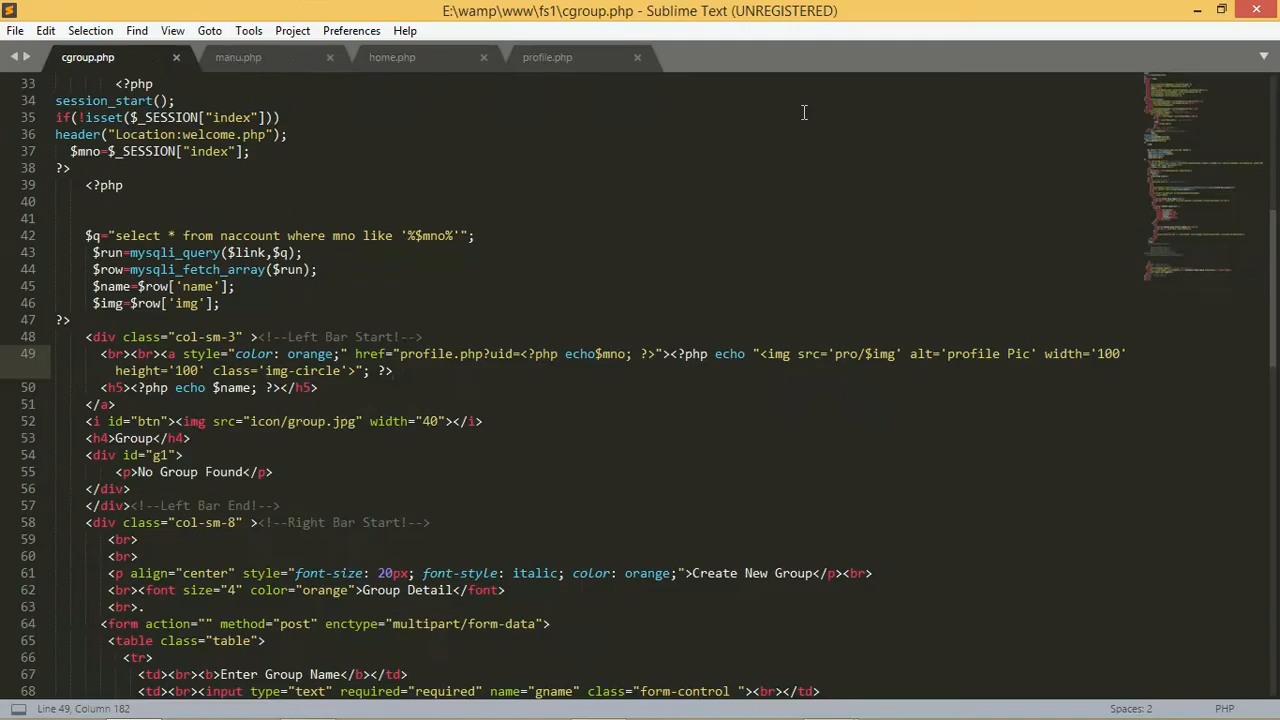 E:\wamp\www\fs1\cgroup.php - Sublime Text (UNREGISTERED)
File Edit Selection Find View Goto Tools Project Preferences Help
cgroup.php manu.php home.php profile.php
33 <?php
34 session_start();
35 if(!isset($_SESSION["index"]))
36 header("Location:welcome.php");
37 $mno=$_SESSION["index"];
38 ?>
39 <?php
40
41
42 $q="select * from naccount where mno like '%$mno%'";
43 $run=mysqli_query($link,$q);
44 $row=mysqli_fetch_array($run);
45 $name=$row['name'];
46 $img=$row['img'];
47 ?>
48 <div class="col-sm-3" ><!--Left Bar Start!-->
49 <br><br><a style="color: orange;" href="profile.php?uid=<?php echo$mno; ?>"><?php echo "<img src='pro/$img' alt='profile Pic' width='100'
height='100' class='img-circle'>"; ?>
50 <h5><?php echo $name; ?></h5>
51 </a>
52 <i id="btn"><img src="icon/group.jpg" width="40"></i>
53 <h4>Group</h4>
54 <div id="g1">
55 <p>No Group Found</p>
56 </div>
57 </div><!--Left Bar End!-->
58 <div class="col-sm-8" ><!--Right Bar Start!-->
59 <br>
60 <br>
61 <p align="center" style="font-size: 20px; font-style: italic; color: orange;">Create New Group</p><br>
62 <br><font size="4" color="orange">Group Detail</font>
63 <br>.
64 <form action="" method="post" enctype="multipart/form-data">
65 <table class="table">
66 <tr>
67 <td><br><b>Enter Group Name</b></td>
68 <td><br><input type="text" required="required" name="gname" class="form-control "><br></td>
Line 49, Column 182 Spaces: 2 PHP